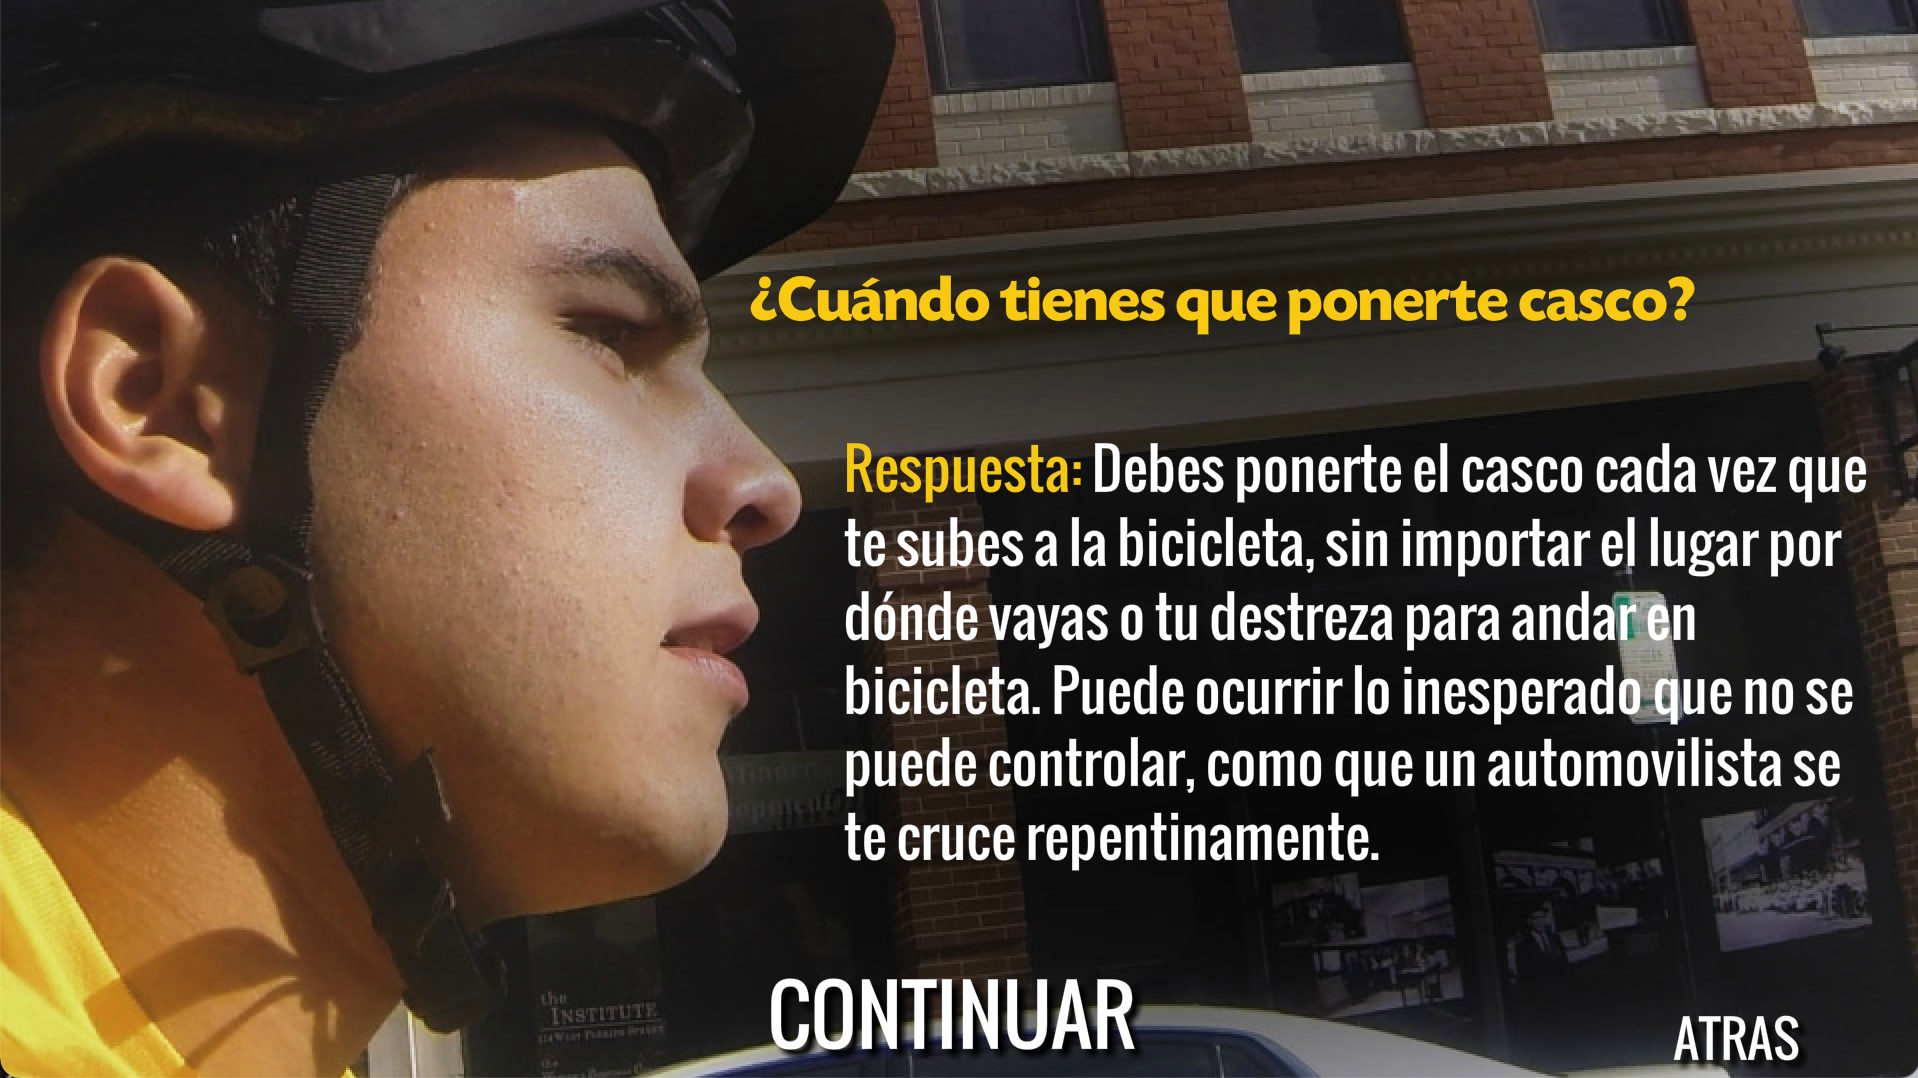 ¿Cuándo tienes que ponerte casco?
Respuesta: Debes ponerte el casco cada vez que
te subes a la bicicleta, sin importar el lugar por
dónde vayas o tu destreza para andar en
bicicleta. Puede ocurrir lo inesperado que no se
puede controlar, como que un automovilista se
te cruce repentinamente.
the
INSTITUTE
the
CONTINUAR
ATRAS